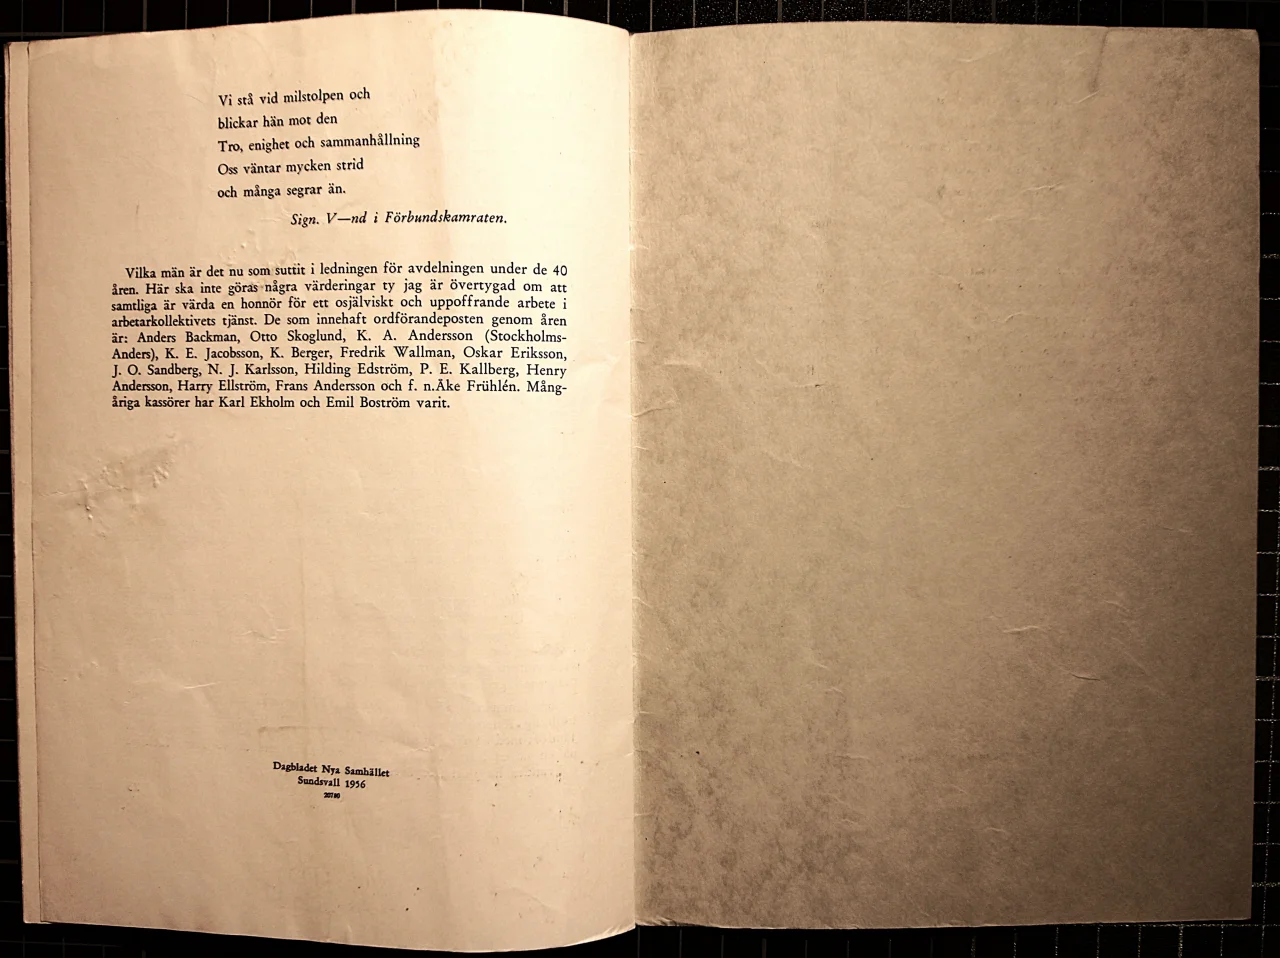 Vi stå vid milstolpen och
blickar hän mot den
Tro, enighet och sammanhållning
Oss väntar mycken strid
och många segrar än.
Sign. V—nd i Förbundskamraten.
Vilka män är det nu som suttit i ledningen för avdelningen under de 40
åren. Här ska inte göras några värderingar ty jag är övertygad om att
samtliga är värda en honnör för ett osjälviskt och uppoffrande arbete i
arbetarkollektivets tjänst. De som innehaft ordförandeposten genom åren
är: Anders Backman, Otto Skoglund, K. A. Andersson (Stockholms-
Anders), K. E. Jacobsson, K. Berger, Fredrik Wallman, Oskar Eriksson,
J. O. Sandberg, N. J. Karlsson, Hilding Edström, P. E. Kallberg, Henry
Andersson, Harry Ellström, Frans Andersson och f. n.Åke Frühlén. Mång-
åriga kassörer har Karl Ekholm och Emil Boström varit.
Dagbladet Nya Samhället
Sundsvall 1956